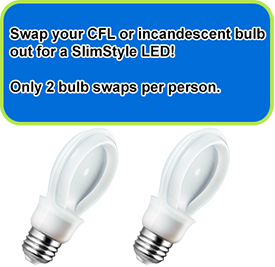 Swap your CFL or incandescent bulb
out for a SlimStyle LED!
Only 2 bulb swaps per person.